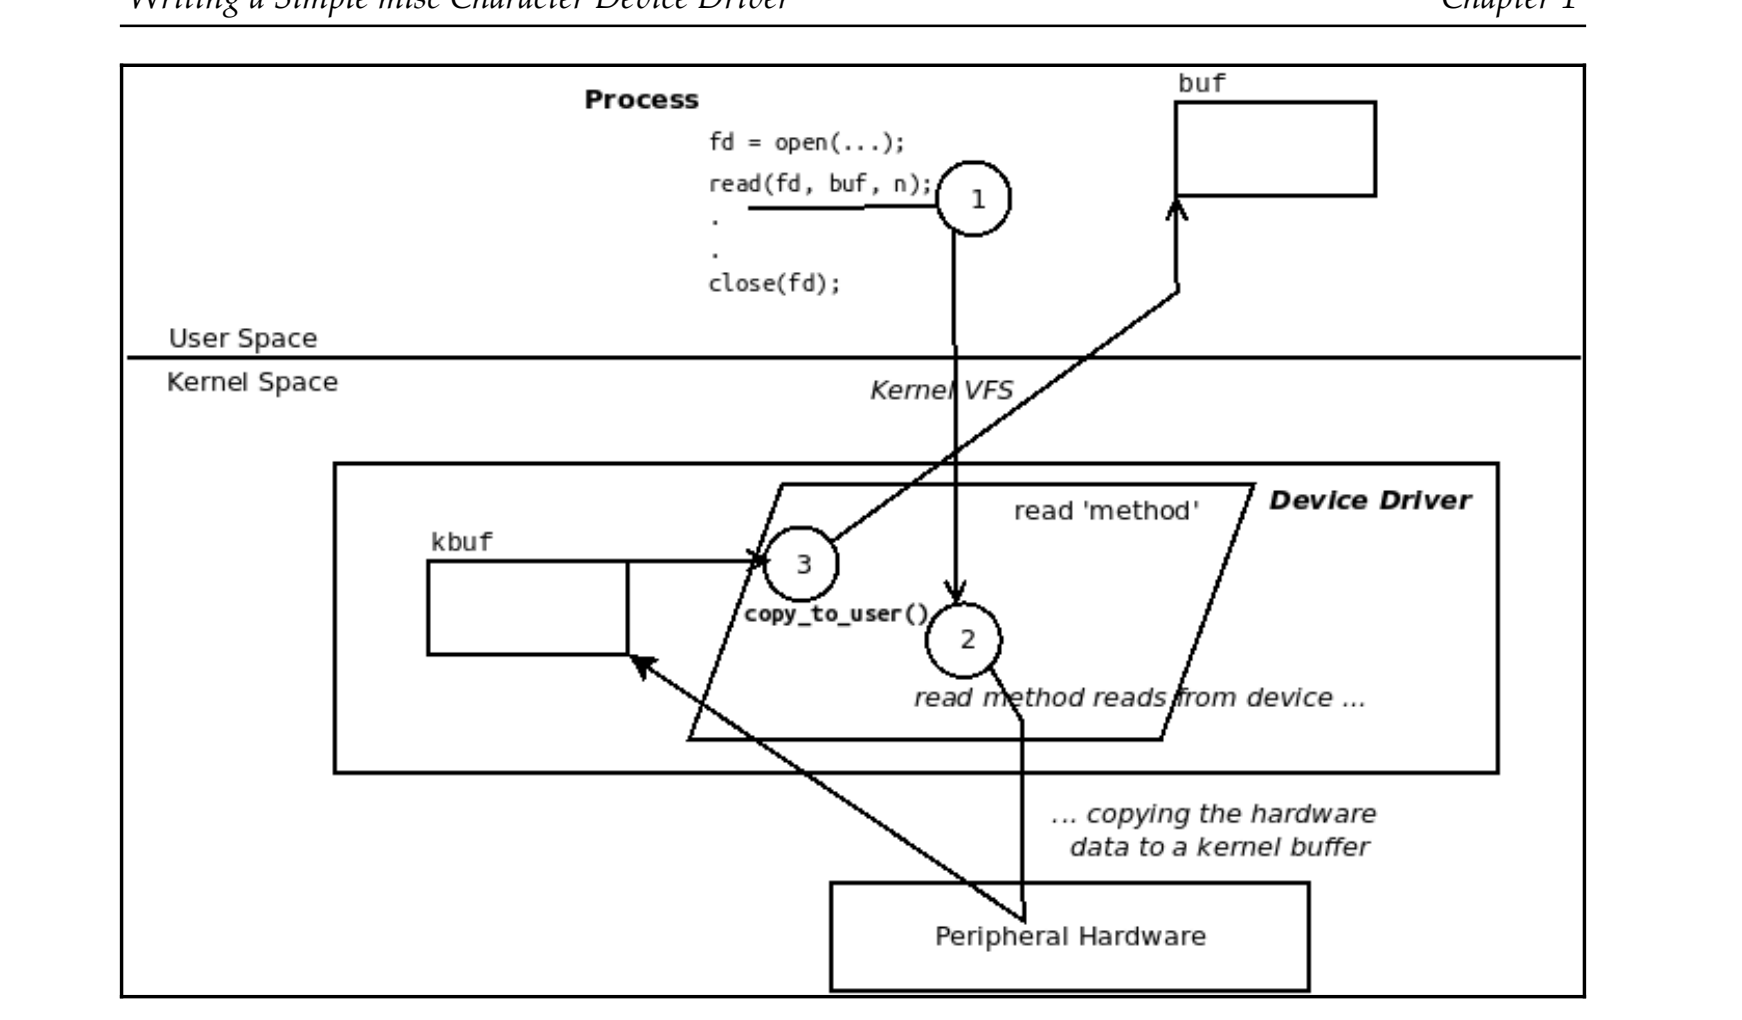 Writing a Simple misc Character Device Driver Chapter 1
buf
Process
fd = open(...);
read(fd, buf, n);
1
.
.
close(fd);
User Space
Kernel Space
Kernel VFS
read 'method'
Device Driver
kbuf
3
copy_to_user()
2
read method reads from device ...
... copying the hardware
data to a kernel buffer
Peripheral Hardware